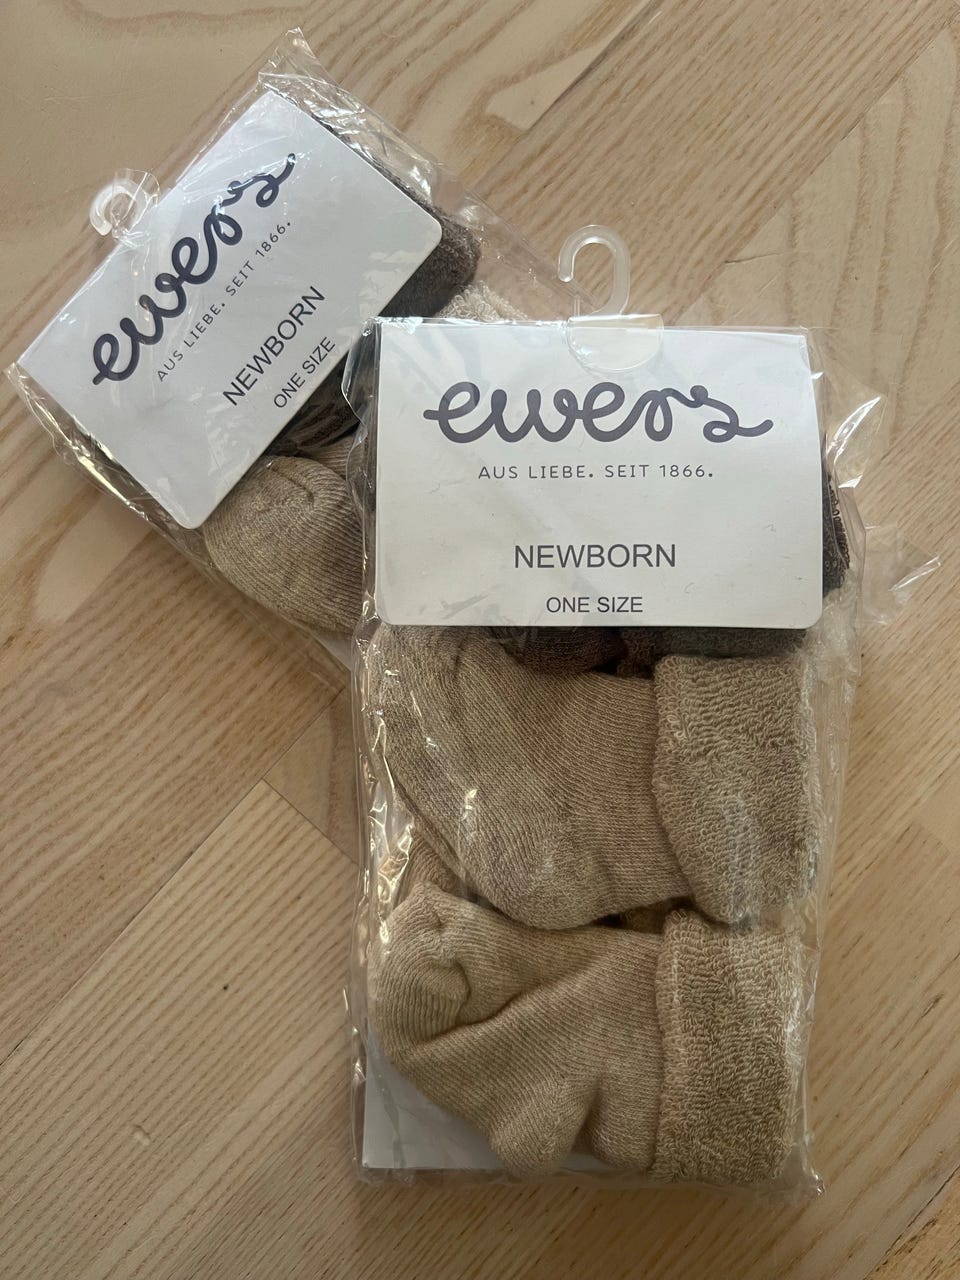 ewers
AUS LIEBE. SEIT 1866.
NEWBORN
ONE SIZE
ewers
AUS LIEBE. SEIT 1866.
NEWBORN
ONE SIZE